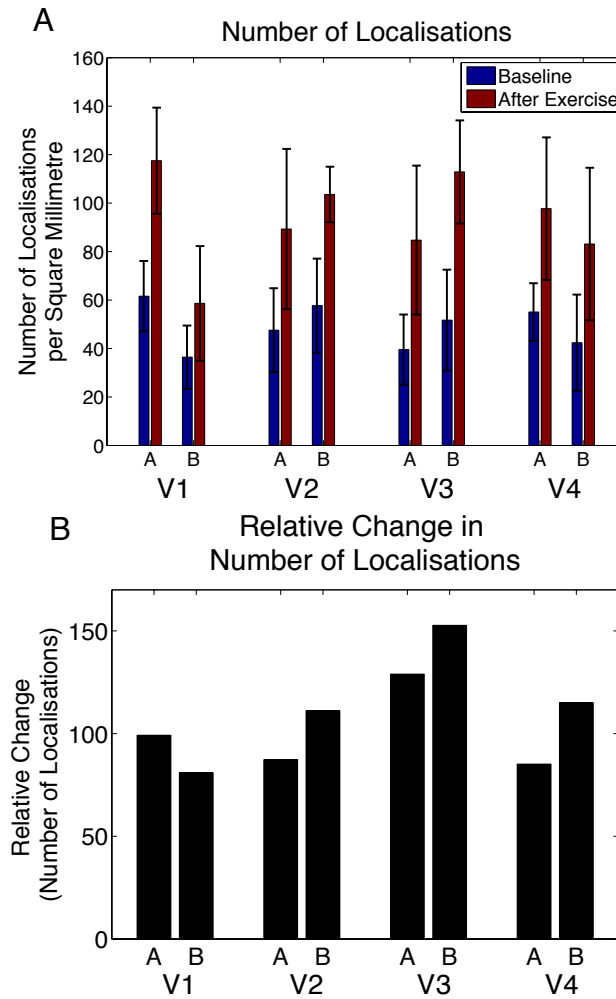 A
Number of Localisations
Number of Localisations
per Square Millimetre
160
140
120
100
80
60
40
20
0
Baseline
After Exercise
A B A B A B A B
V1 V2 V3 V4
B
Relative Change in
Number of Localisations
Relative Change
(Number of Localisations)
150
100
50
0
A B A B A B A B
V1 V2 V3 V4